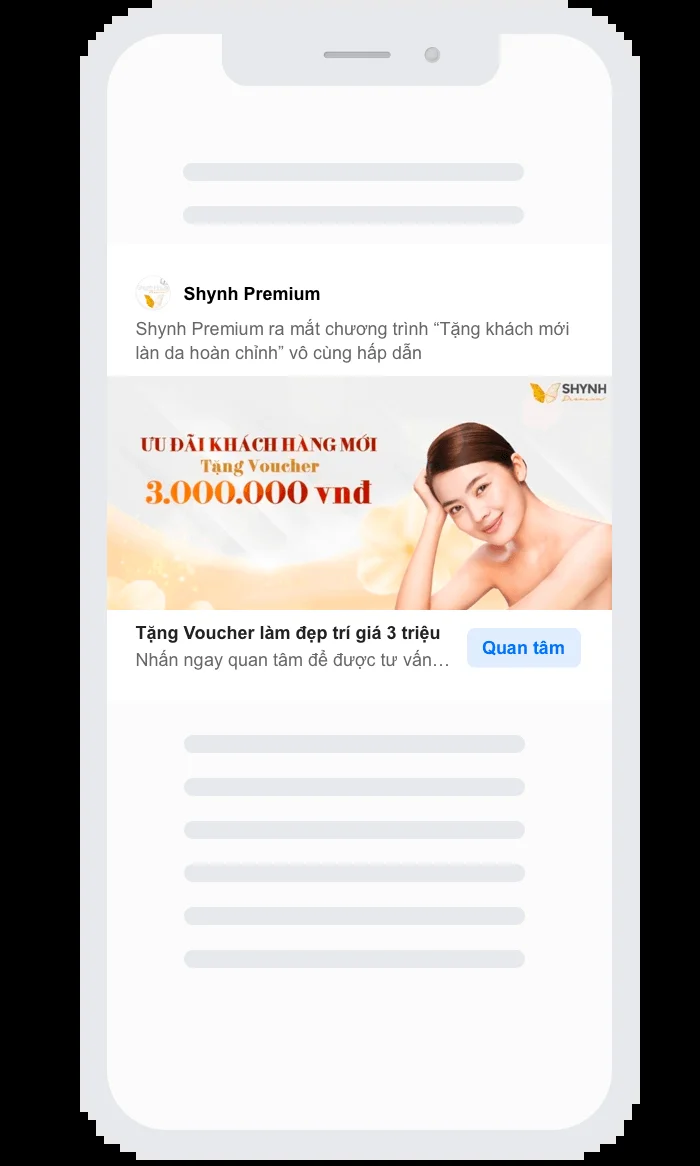 Shynh Premium
Shynh Premium ra mắt chương trình “Tặng khách mới
làn da hoàn chỉnh” vô cùng hấp dẫn
SHYNH
Premium
ƯU ĐÃI KHÁCH HÀNG MỚI
Tặng Voucher
3.000.000 vnđ
Tặng Voucher làm đẹp trí giá 3 triệu
Nhấn ngay quan tâm để được tư vấn…
Quan tâm